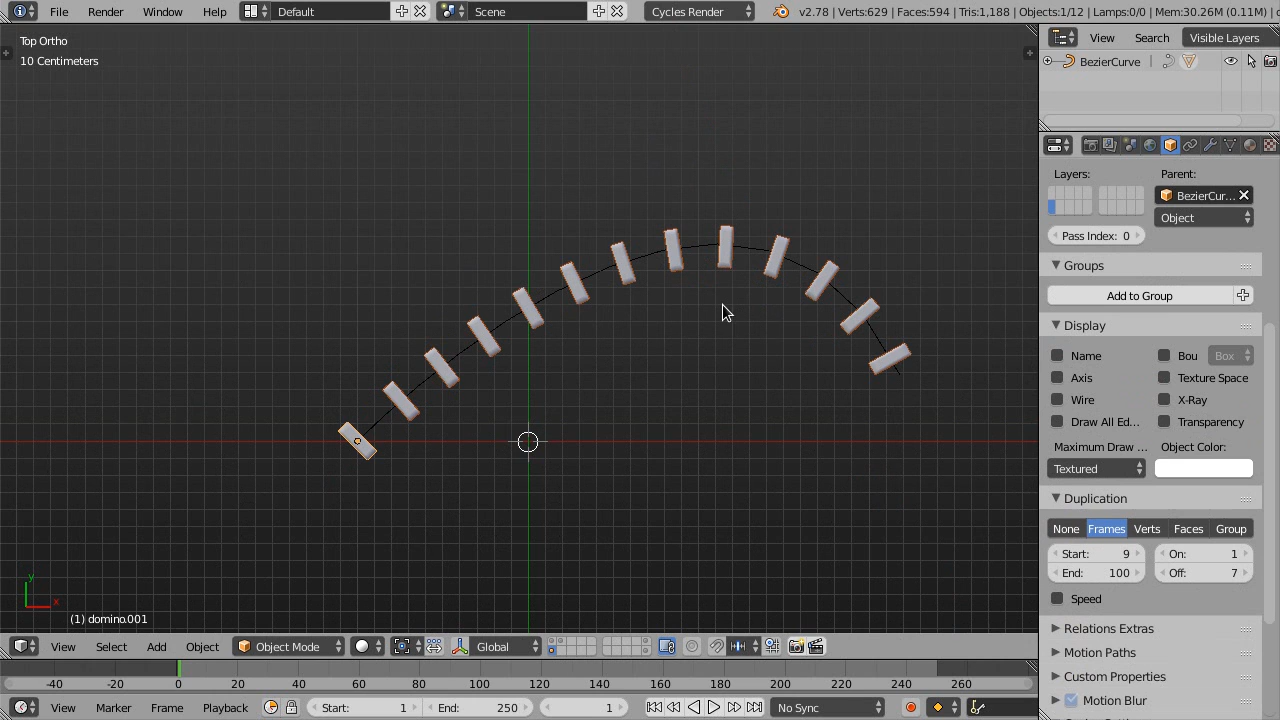 File Render Window Help Default Scene Cycles Render v2.78 | Verts:629 | Faces:594 | Tris:1,188 | Objects:1/12 | Lamps:0/0 | Mem:30.26M (0.11M) |
Top Ortho
10 Centimeters
View Search Visible Layers
BezierCurve
Layers: Parent:
BezierCur...
Object
Pass Index: 0
Groups
Add to Group
Display
Name Bou Box
Axis Texture Space
Wire X-Ray
Draw All Ed... Transparency
Maximum Draw ... Object Color:
Textured
Duplication
None Frames Verts Faces Group
Start: 9 On: 1
End: 100 Off: 7
Speed
Relations Extras
Motion Paths
Custom Properties
Motion Blur
y
x
(1) domino.001
View Select Add Object Object Mode Global
-40 -20 0 20 40 60 80 100 120 140 160 180 200 220 240 260
View Marker Frame Playback Start: 1 End: 250 1 No Sync